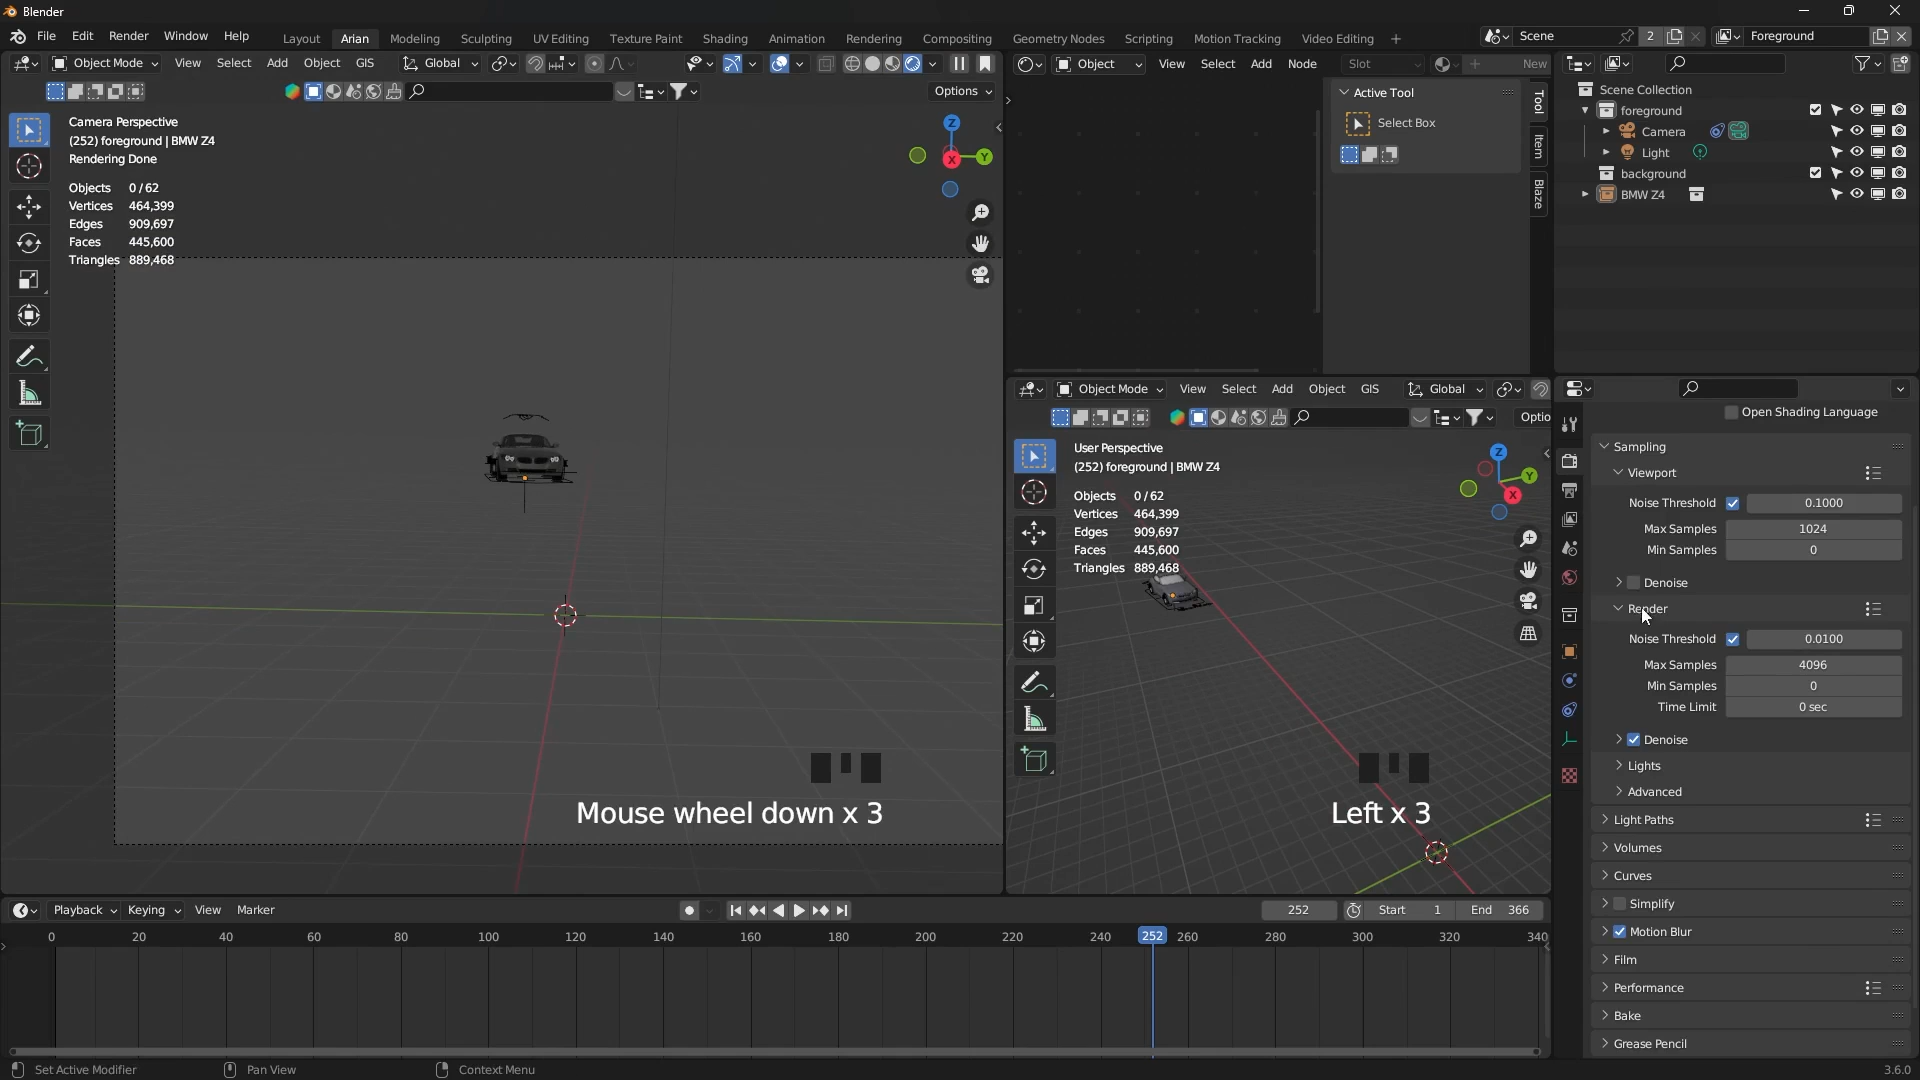 Blender
File Edit Render Window Help Layout Arian Modeling Sculpting UV Editing Texture Paint Shading Animation Rendering Compositing Geometry Nodes Scripting Motion Tracking Video Editing + Scene 2 Foreground
Object Mode View Select Add Object GIS Global
Options
Camera Perspective
(252) foreground | BMW Z4
Rendering Done
Objects 0/62
Vertices 464,399
Edges 909,697
Faces 445,600
Triangles 889,468
Z
Y
X
Mouse wheel down x 3
Object View Select Add Node Slot New
Active Tool
Select Box
Tool
Item
Blaze
Object Mode View Select Add Object GIS Global
Optio
User Perspective
(252) foreground | BMW Z4
Objects 0/62
Vertices 464,399
Edges 909,697
Faces 445,600
Triangles 889,468
Z
Y
X
Left x 3
Scene Collection
foreground
Camera
Light
background
BMW Z4
Open Shading Language
Sampling
Viewport
Noise Threshold 0.1000
Max Samples 1024
Min Samples 0
Denoise
Render
Noise Threshold 0.0100
Max Samples 4096
Min Samples 0
Time Limit 0 sec
Denoise
Lights
Advanced
Light Paths
Volumes
Curves
Simplify
Motion Blur
Film
Performance
Bake
Grease Pencil
Playback Keying View Marker 252 Start 1 End 366
0 20 40 60 80 100 120 140 160 180 200 220 240 252 260 280 300 320 340
Set Active Modifier Pan View Context Menu 3.6.0